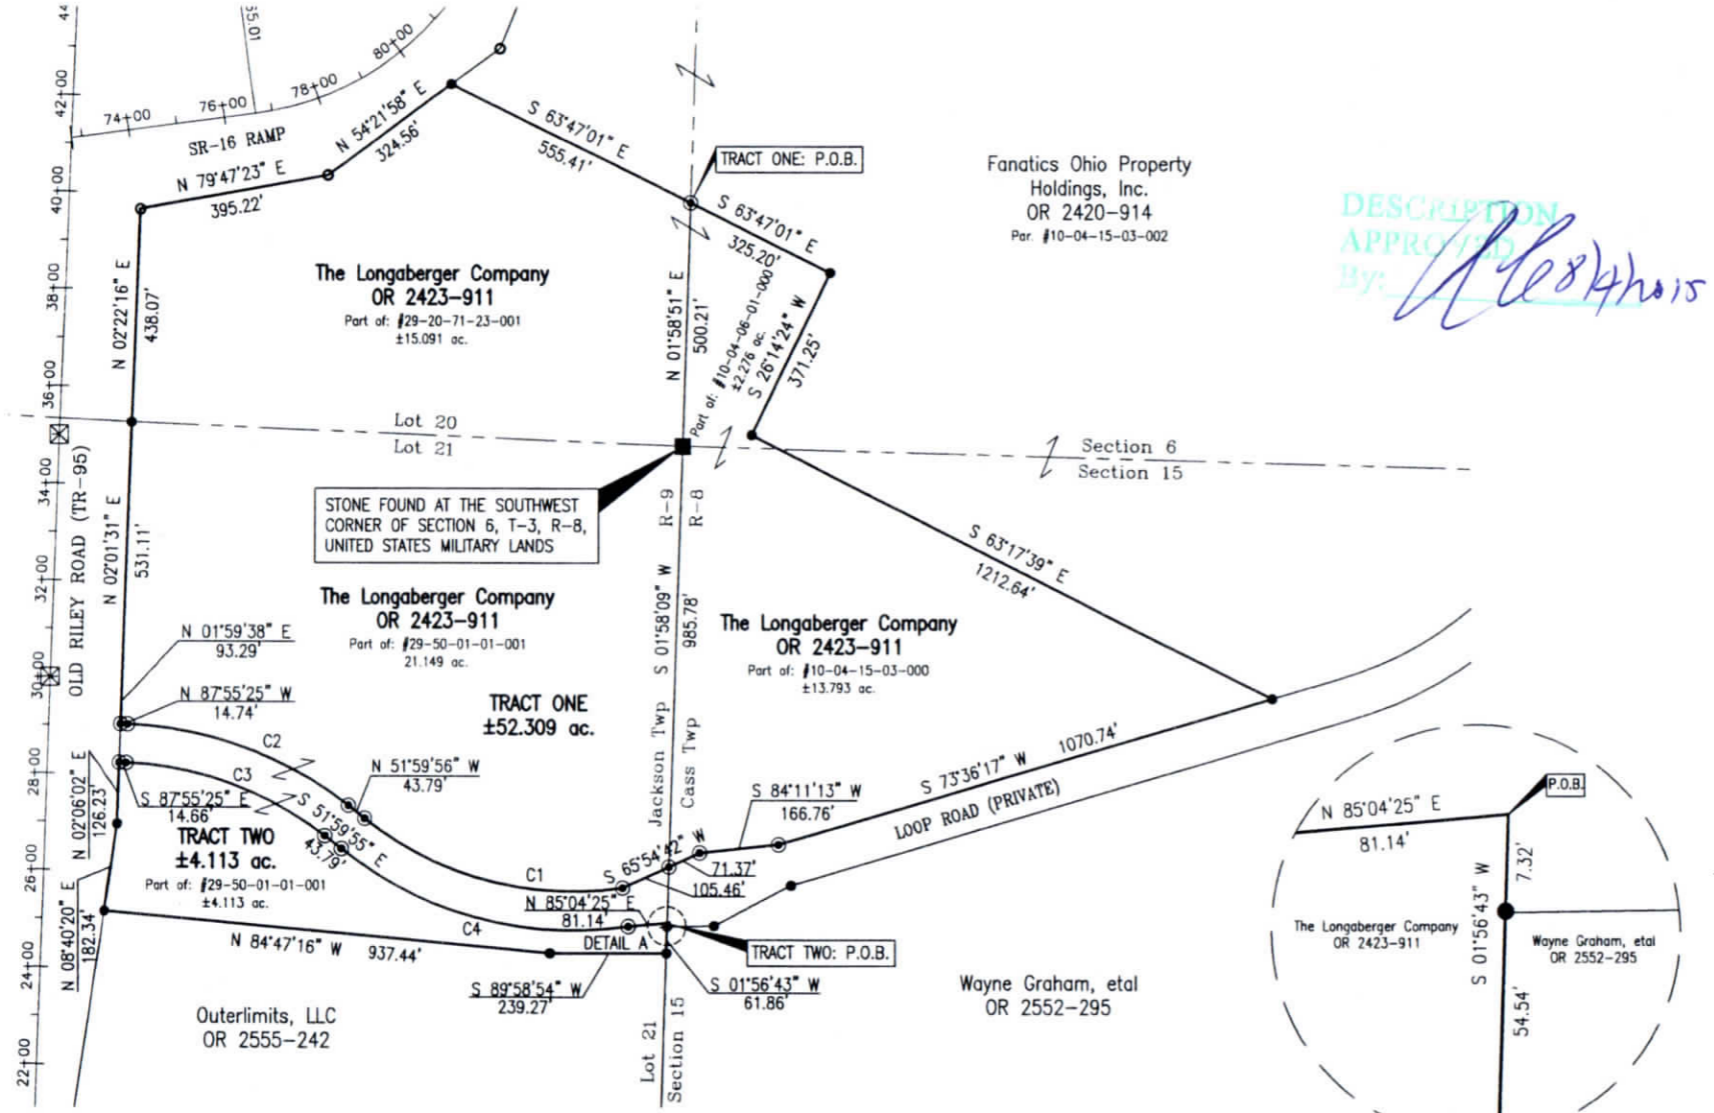 44
42+00
40+00
38+00
36+00
34+00
32+00
30+00
28+00
26+00
24+00
22+00
OLD RILEY ROAD (TR-95)
74+00
76+00
78+00
80+00
55.01
SR-16 RAMP
N 79°47'23" E
395.22'
N 54°21'58" E
324.56'
S 63°47'01" E
555.41'
TRACT ONE: P.O.B.
S 63°47'01" E
325.20'
Fanatics Ohio Property
Holdings, Inc.
OR 2420-914
Par. #10-04-15-03-002
DESCRIPTION
APPROVED
By:
N 02°22'16" E
438.07'
The Longaberger Company
OR 2423-911
Part of: #29-20-71-23-001
±15.091 ac.
N 01°58'51" E
500.21'
Part of: #10-04-06-01-000
±2.276 ac.
S 26°14'24" W
371.25'
Lot 20
Lot 21
Section 6
Section 15
STONE FOUND AT THE SOUTHWEST
CORNER OF SECTION 6, T-3, R-8,
UNITED STATES MILITARY LANDS
R-9
R-8
N 02°01'31" E
531.11'
The Longaberger Company
OR 2423-911
Part of: #29-50-01-01-001
21.149 ac.
S 01°58'09" W
985.78'
S 63°17'39" E
1212.64'
The Longaberger Company
OR 2423-911
Part of: #10-04-15-03-000
±13.793 ac.
N 01°59'38" E
93.29'
N 87°55'25" W
14.74'
TRACT ONE
±52.309 ac.
Jackson Twp
Cass Twp
C2
C3
N 51°59'56" W
43.79'
S 51°59'55" E
43.79'
S 87°55'25" E
14.66'
N 02°06'02" E
126.23'
TRACT TWO
±4.113 ac.
Part of: #29-50-01-01-001
±4.113 ac.
S 84°11'13" W
166.76'
S 73°36'17" W
1070.74'
LOOP ROAD (PRIVATE)
S 65°54'42" W
71.37'
105.46'
C1
N 85°04'25" E
81.14'
C4
DETAIL A
TRACT TWO: P.O.B.
N 08°40'20" E
182.34'
N 84°47'16" W
937.44'
S 89°58'54" W
239.27'
S 01°56'43" W
61.86'
Outerlimits, LLC
OR 2555-242
Lot 21
Section 15
Wayne Graham, etal
OR 2552-295
P.O.B.
N 85°04'25" E
81.14'
7.32'
S 01°56'43" W
54.54'
The Longaberger Company
OR 2423-911
Wayne Graham, etal
OR 2552-295